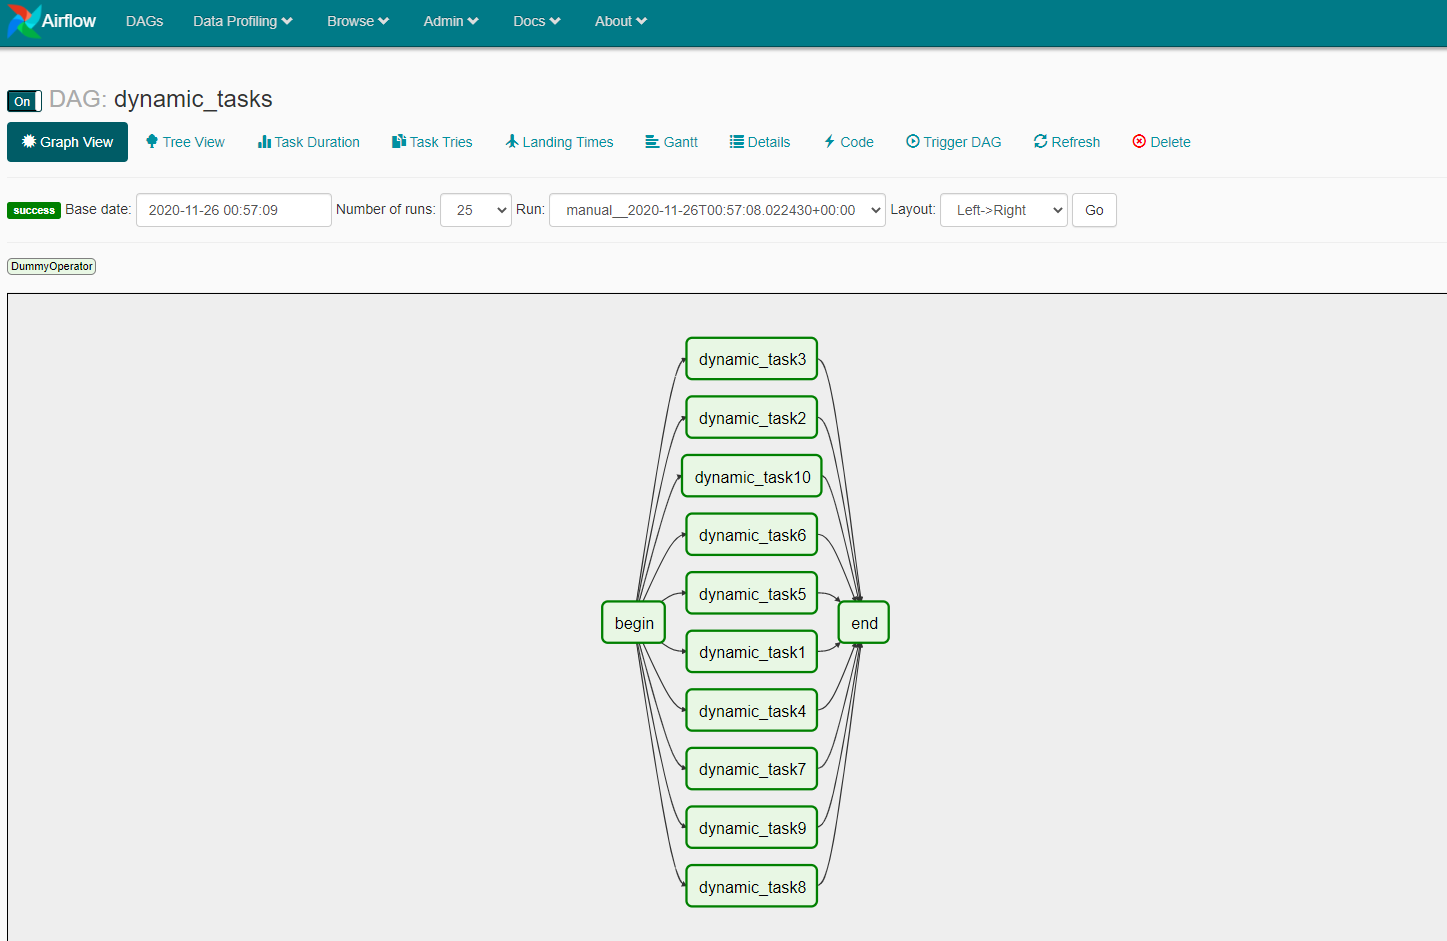 Airflow DAGs Data Profiling Browse Admin Docs About
On DAG: dynamic_tasks
Graph View Tree View Task Duration Task Tries Landing Times Gantt Details Code Trigger DAG Refresh Delete
success Base date: 2020-11-26 00:57:09 Number of runs: 25 Run: manual__2020-11-26T00:57:08.022430+00:00 Layout: Left->Right Go
DummyOperator
dynamic_task3
dynamic_task2
dynamic_task10
dynamic_task6
dynamic_task5
begin end
dynamic_task1
dynamic_task4
dynamic_task7
dynamic_task9
dynamic_task8